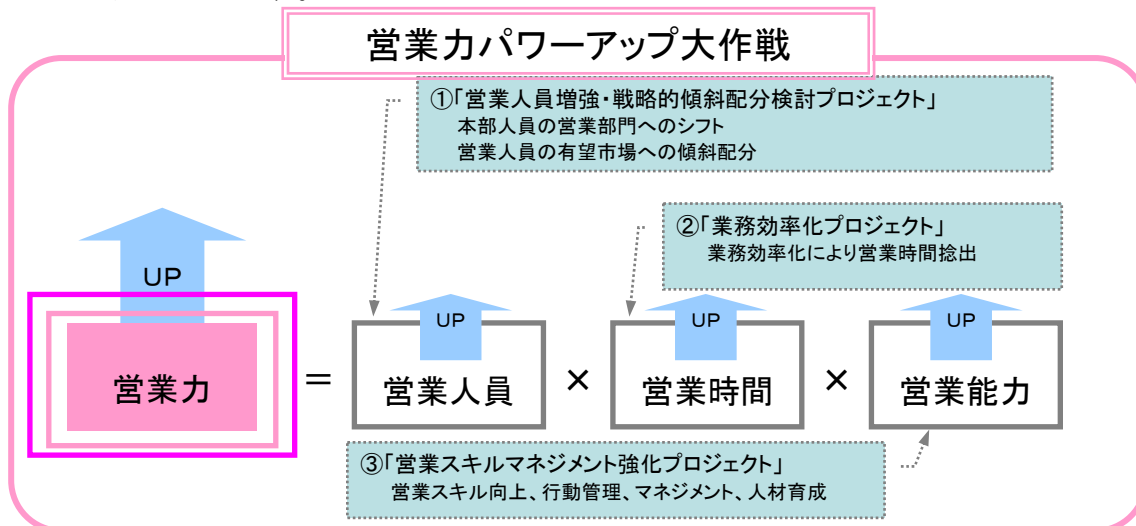 営業力パワーアップ大作戦
①「営業人員増強・戦略的傾斜配分検討プロジェクト」
本部人員の営業部門へのシフト
営業人員の有望市場への傾斜配分
②「業務効率化プロジェクト」
業務効率化により営業時間捻出
UP
UP
UP
UP
営業力
＝
営業人員
×
営業時間
×
営業能力
③「営業スキルマネジメント強化プロジェクト」
営業スキル向上、行動管理、マネジメント、人材育成